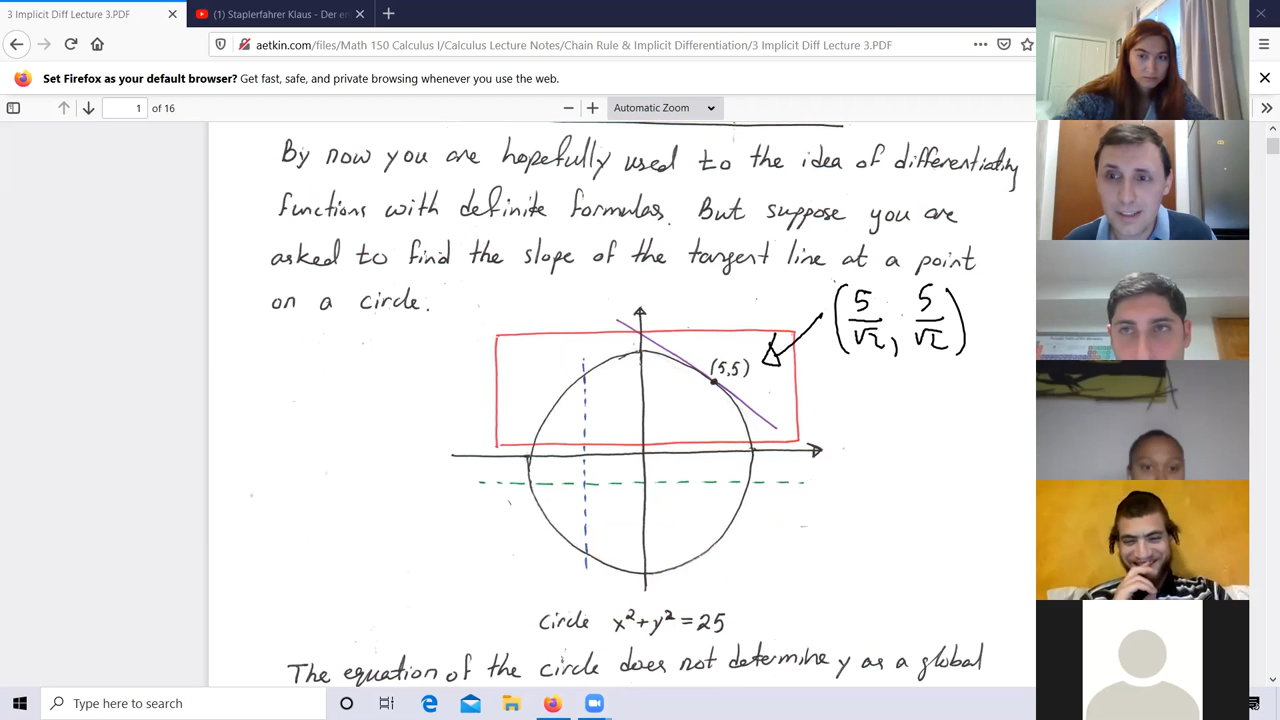 3 Implicit Diff Lecture 3.PDF
(1) Staplerfahrer Klaus - Der er
aetkin.com/files/Math 150 Calculus I/Calculus Lecture Notes-Chain Rule & Implicit Differentiation/3 Implicit Diff Lecture 3.PDF
Set Firefox as your default browser? Get fast, safe, and private browsing whenever you use the web.
1 of 16
Automatic Zoom
By now you are hopefully used to the idea of differentiating
functions with definite formulas. But suppose you are
asked to find the slope of the tangent line at a point
on a circle.
(5/√2, 5/√2)
(5,5)
circle x²+y²=25
The equation of the circle does not determine y as a global
Type here to search